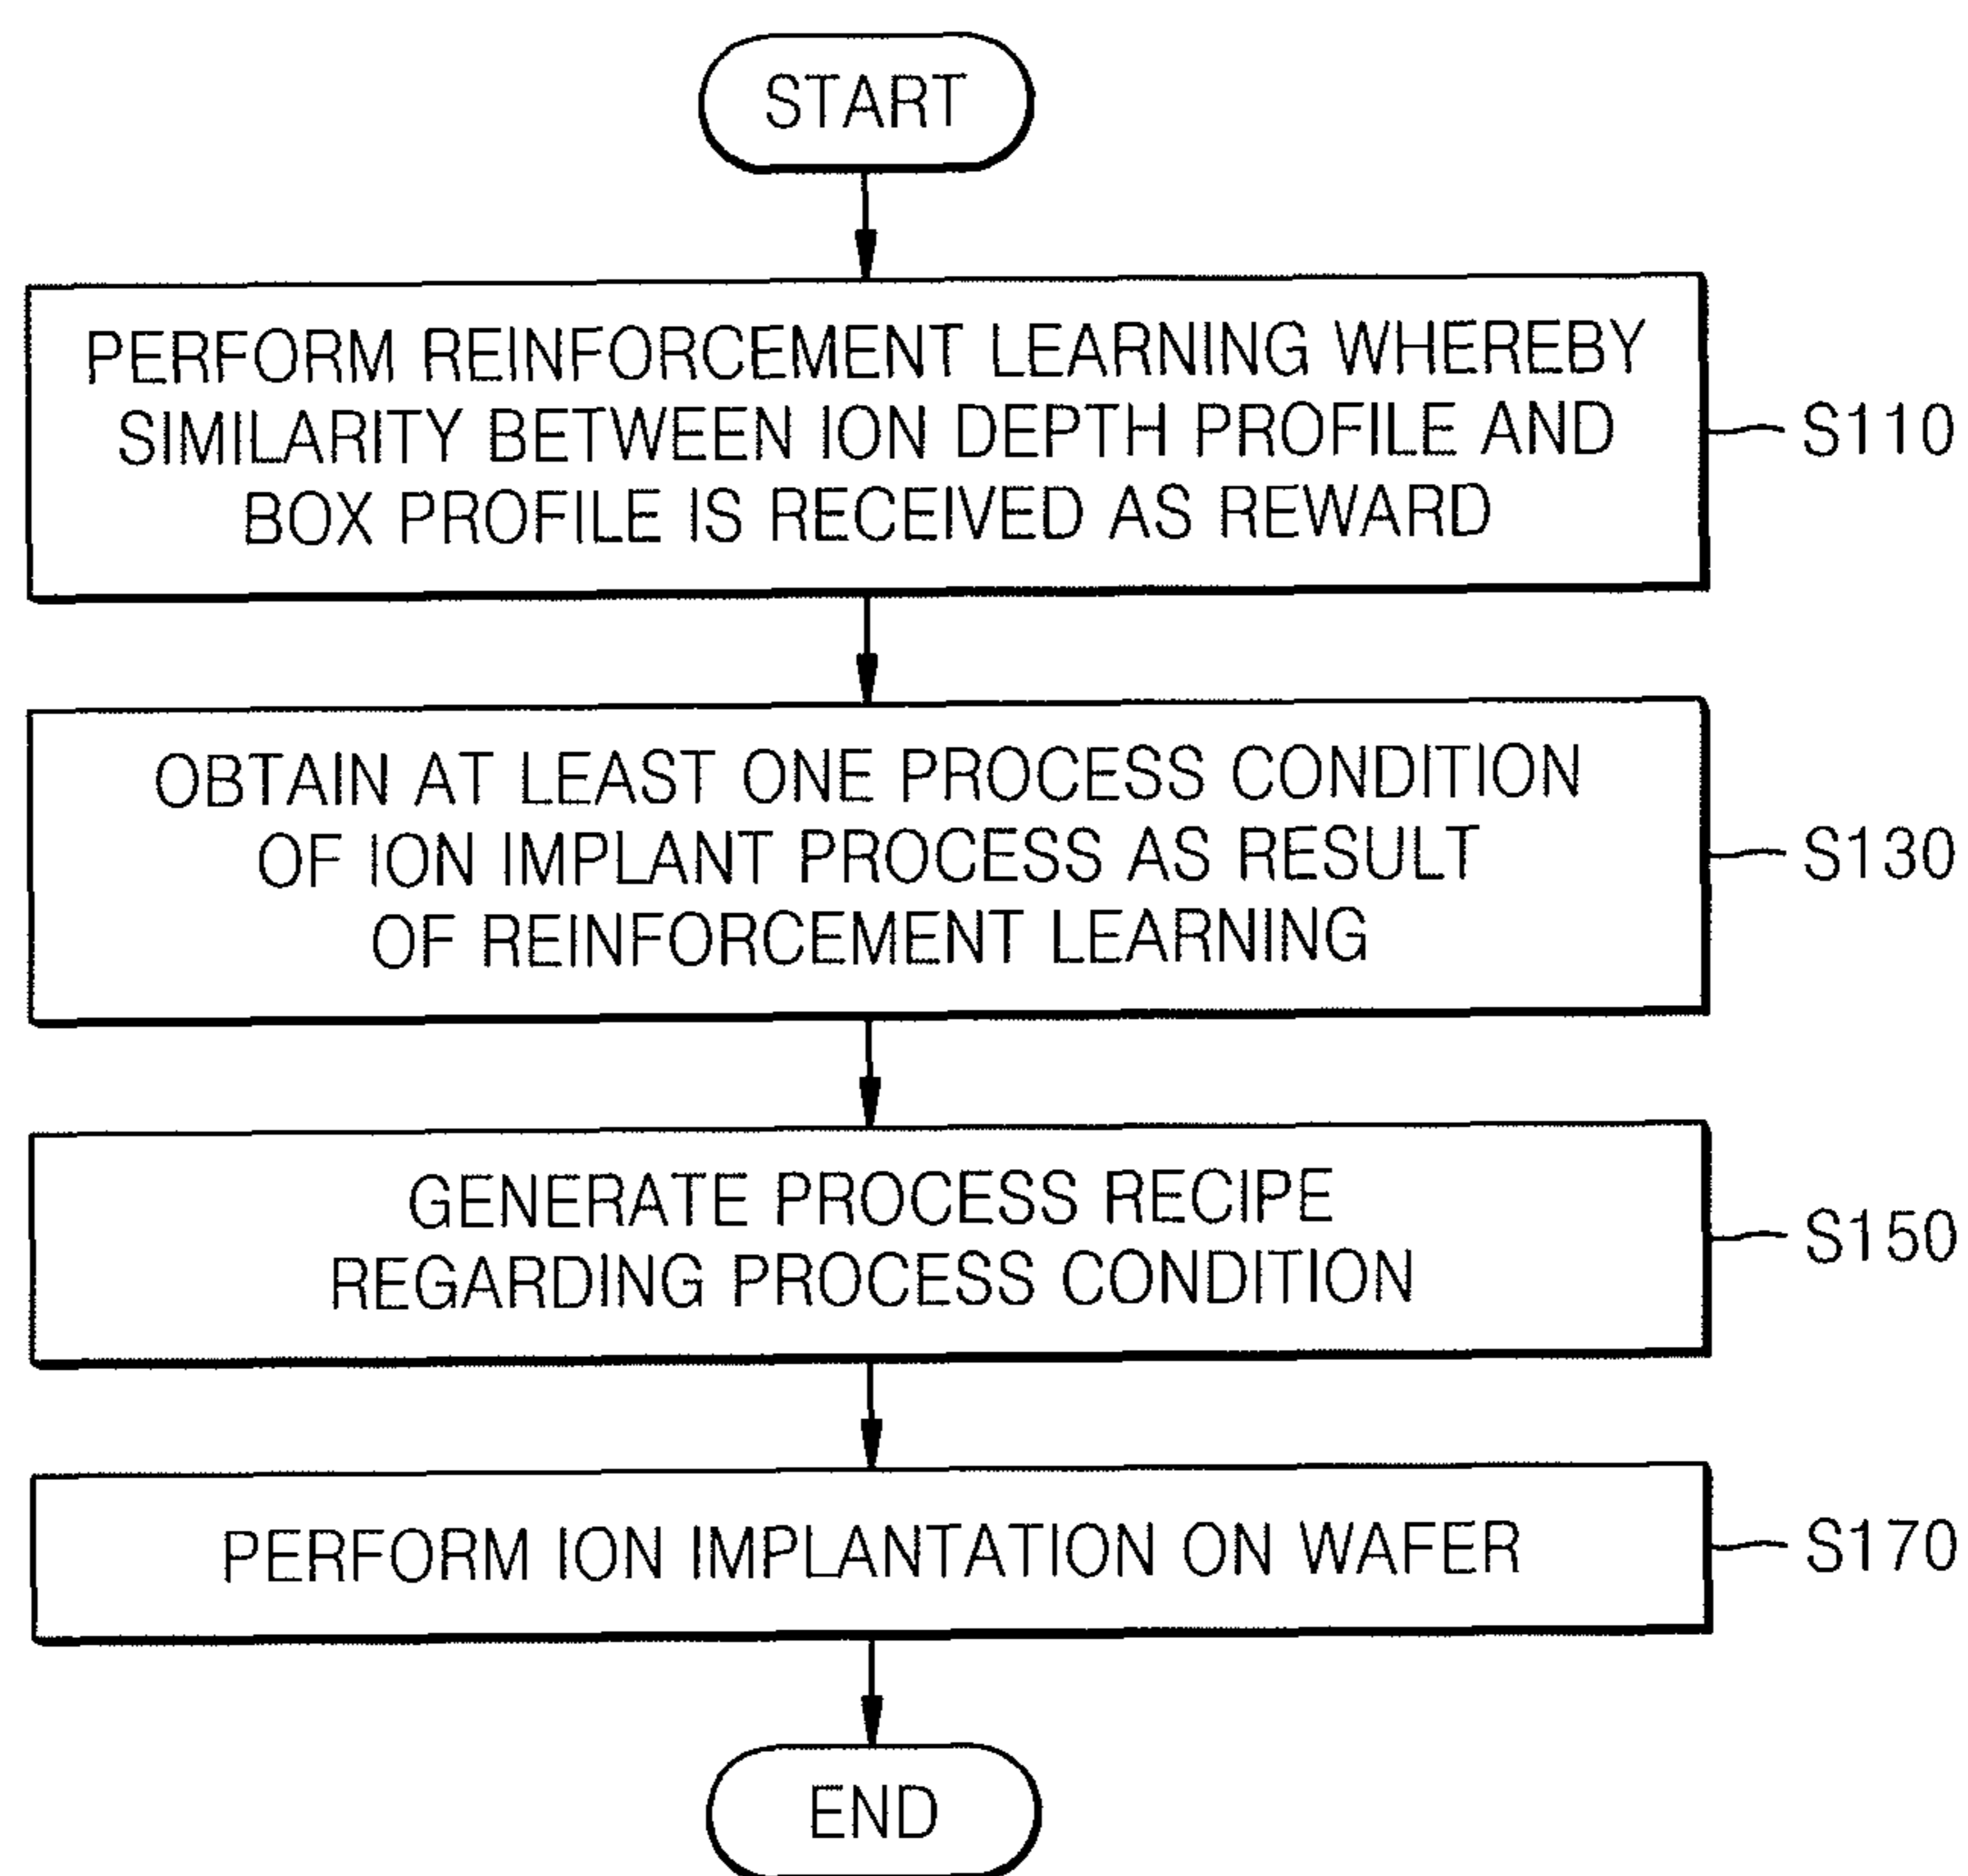 START
PERFORM REINFORCEMENT LEARNING WHEREBY
SIMILARITY BETWEEN ION DEPTH PROFILE AND
BOX PROFILE IS RECEIVED AS REWARD
S110
OBTAIN AT LEAST ONE PROCESS CONDITION
OF ION IMPLANT PROCESS AS RESULT
OF REINFORCEMENT LEARNING
S130
GENERATE PROCESS RECIPE
REGARDING PROCESS CONDITION
S150
PERFORM ION IMPLANTATION ON WAFER
S170
END